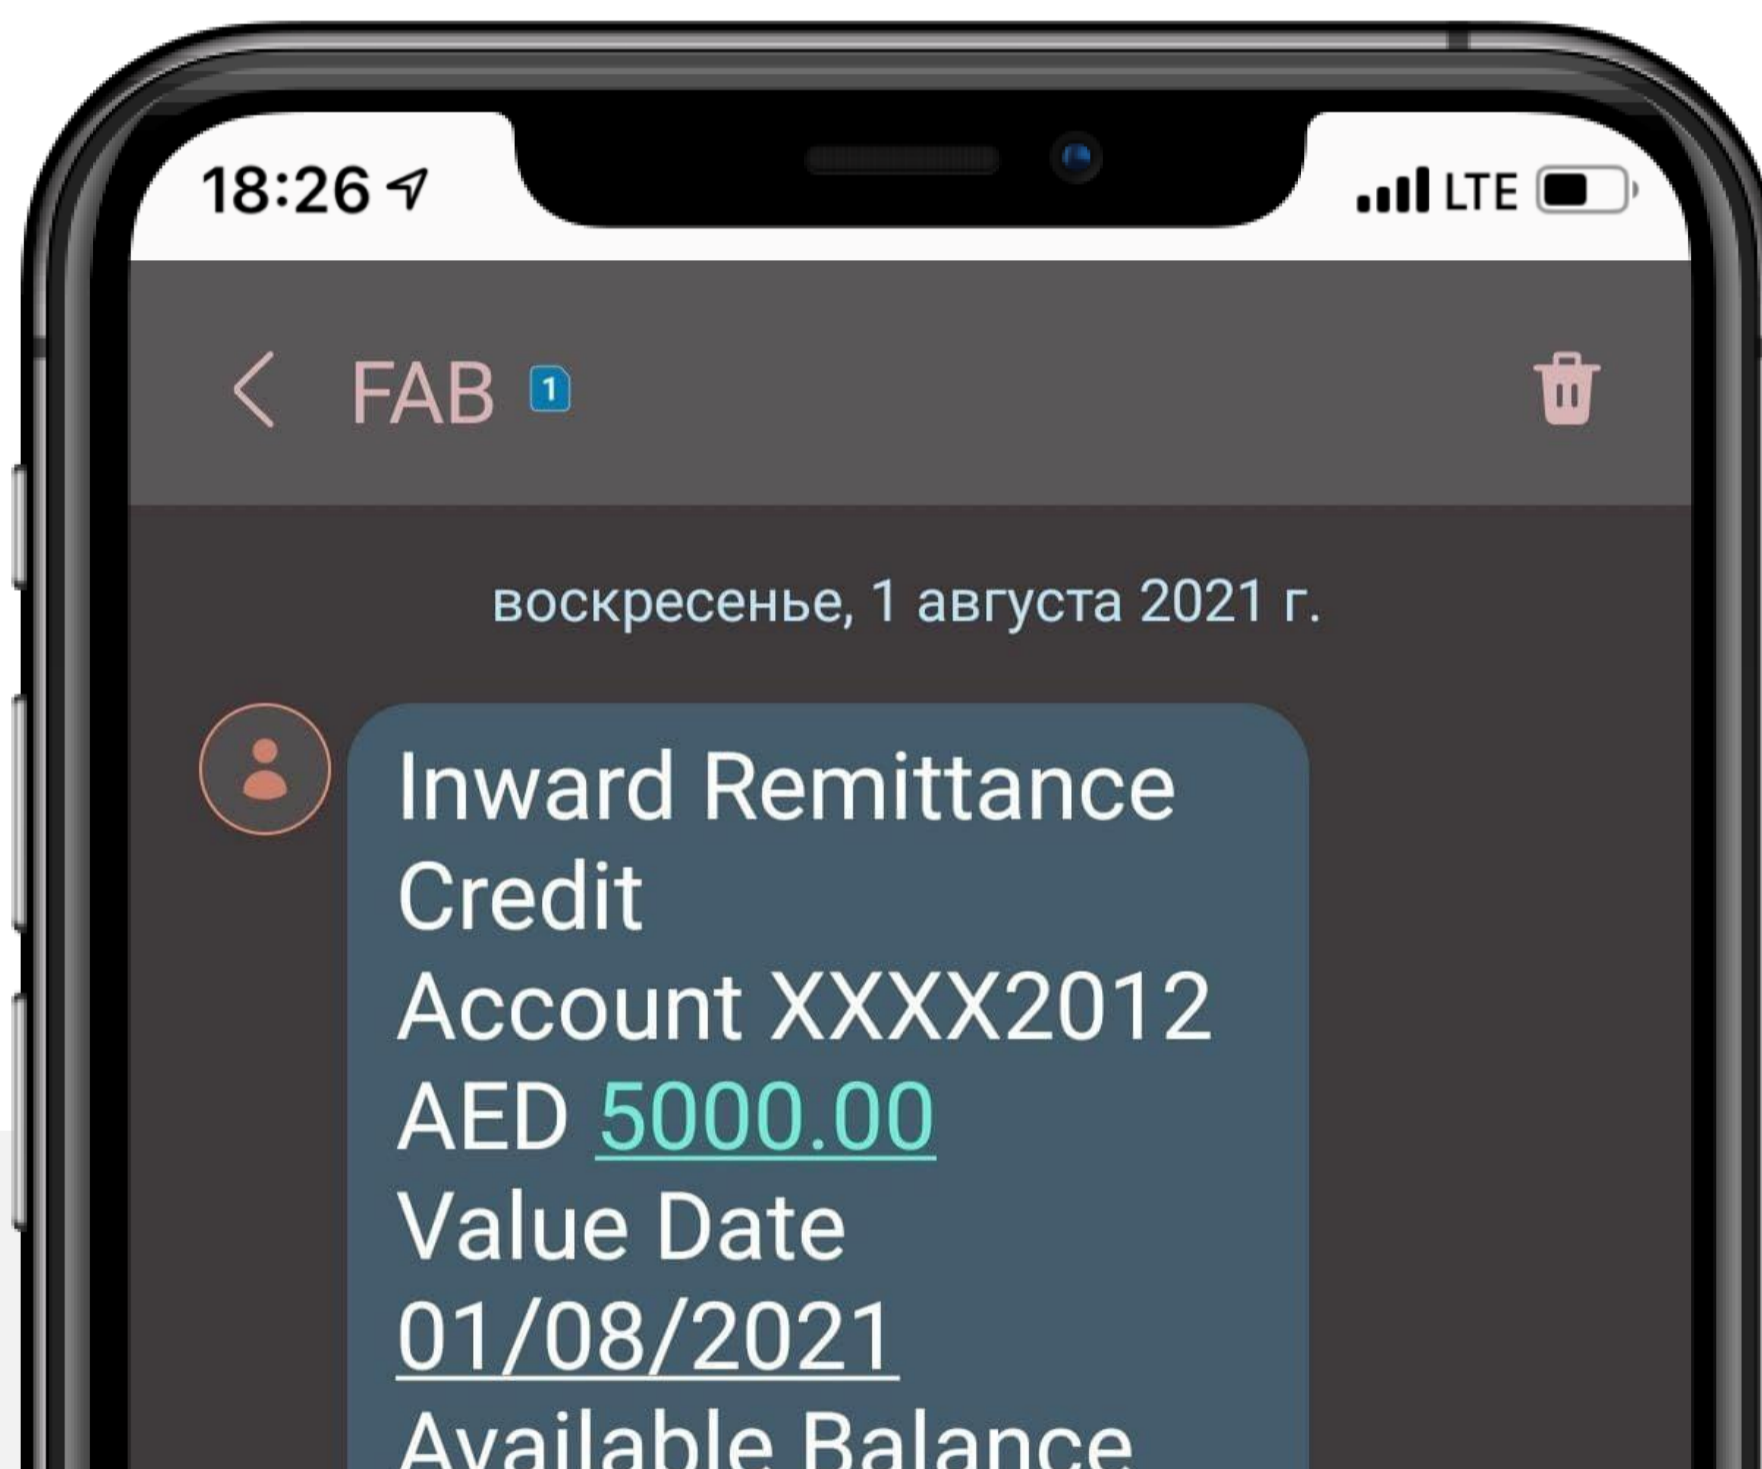 18:26 LTE
FAB 1
воскресенье, 1 августа 2021 г.
Inward Remittance
Credit
Account XXXX2012
AED 5000.00
Value Date
01/08/2021
Available Balance